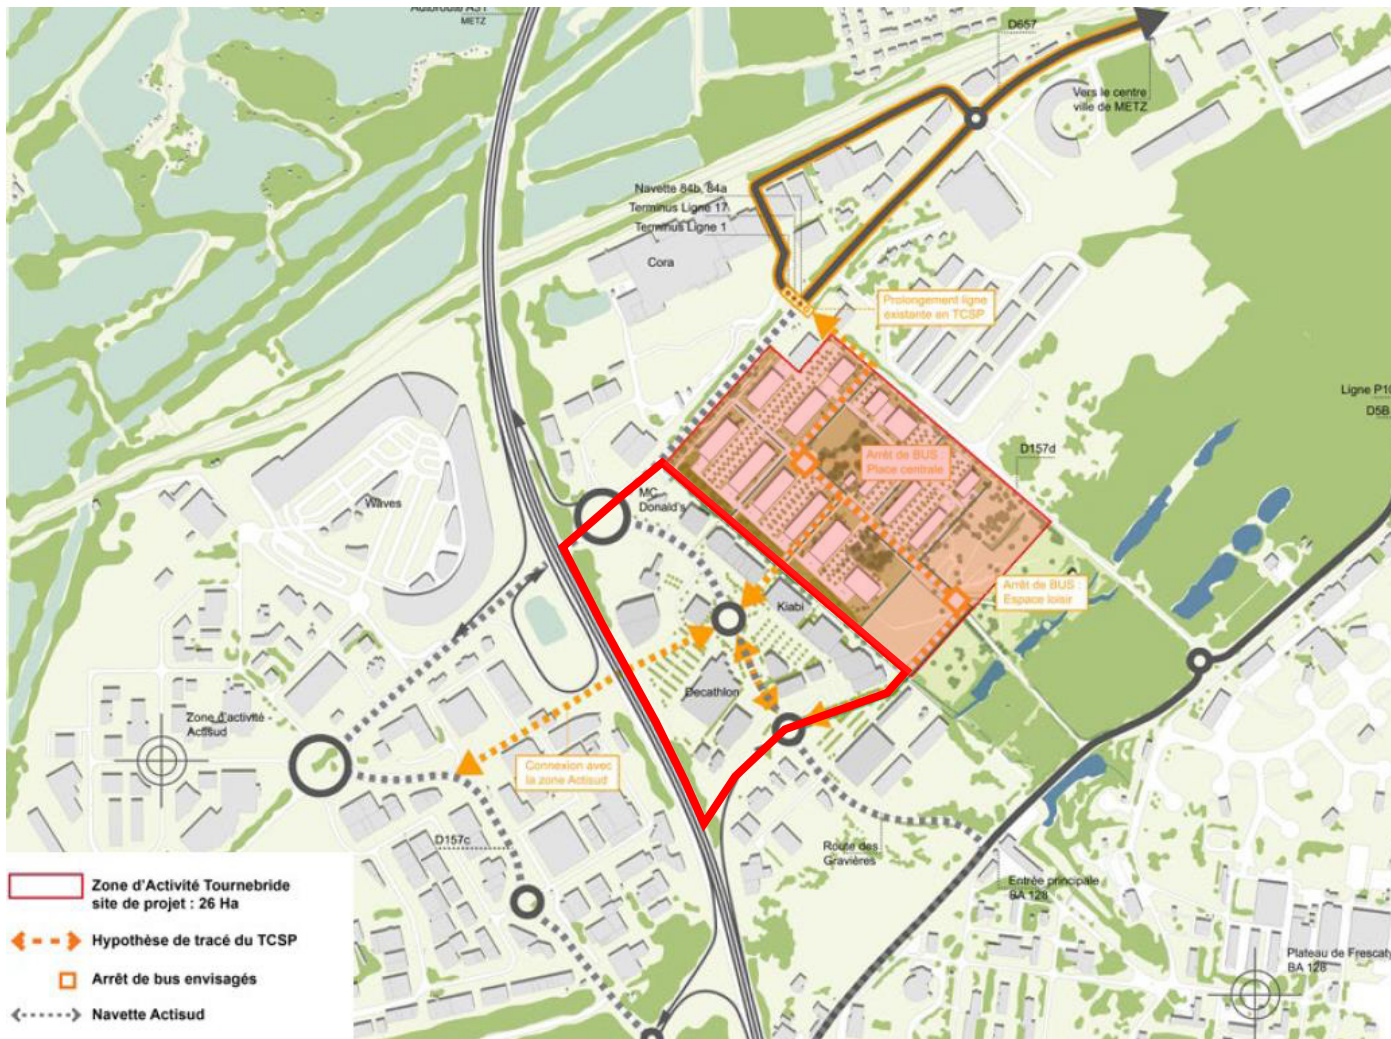 Autoroute A31
METZ
D657
Vers le centre
ville de METZ
Navette 84b, 84a
Terminus Ligne 17
Terminus Ligne 1
Cora
Prolongement ligne
existante en TCSP
Ligne P10
D5B
D157d
Arrêt de BUS :
Place centrale
MC
Donald's
Waves
Arrêt de BUS :
Espace loisir
Kiabi
Decathlon
Zone d'activité -
Actisud
Connexion avec
la zone Actisud
D157c
Route des
Gravières
Entrée principale
BA 128
Plateau de Frescaty
BA 128
Zone d'Activité Tournebride
site de projet : 26 Ha
Hypothèse de tracé du TCSP
Arrêt de bus envisagés
Navette Actisud